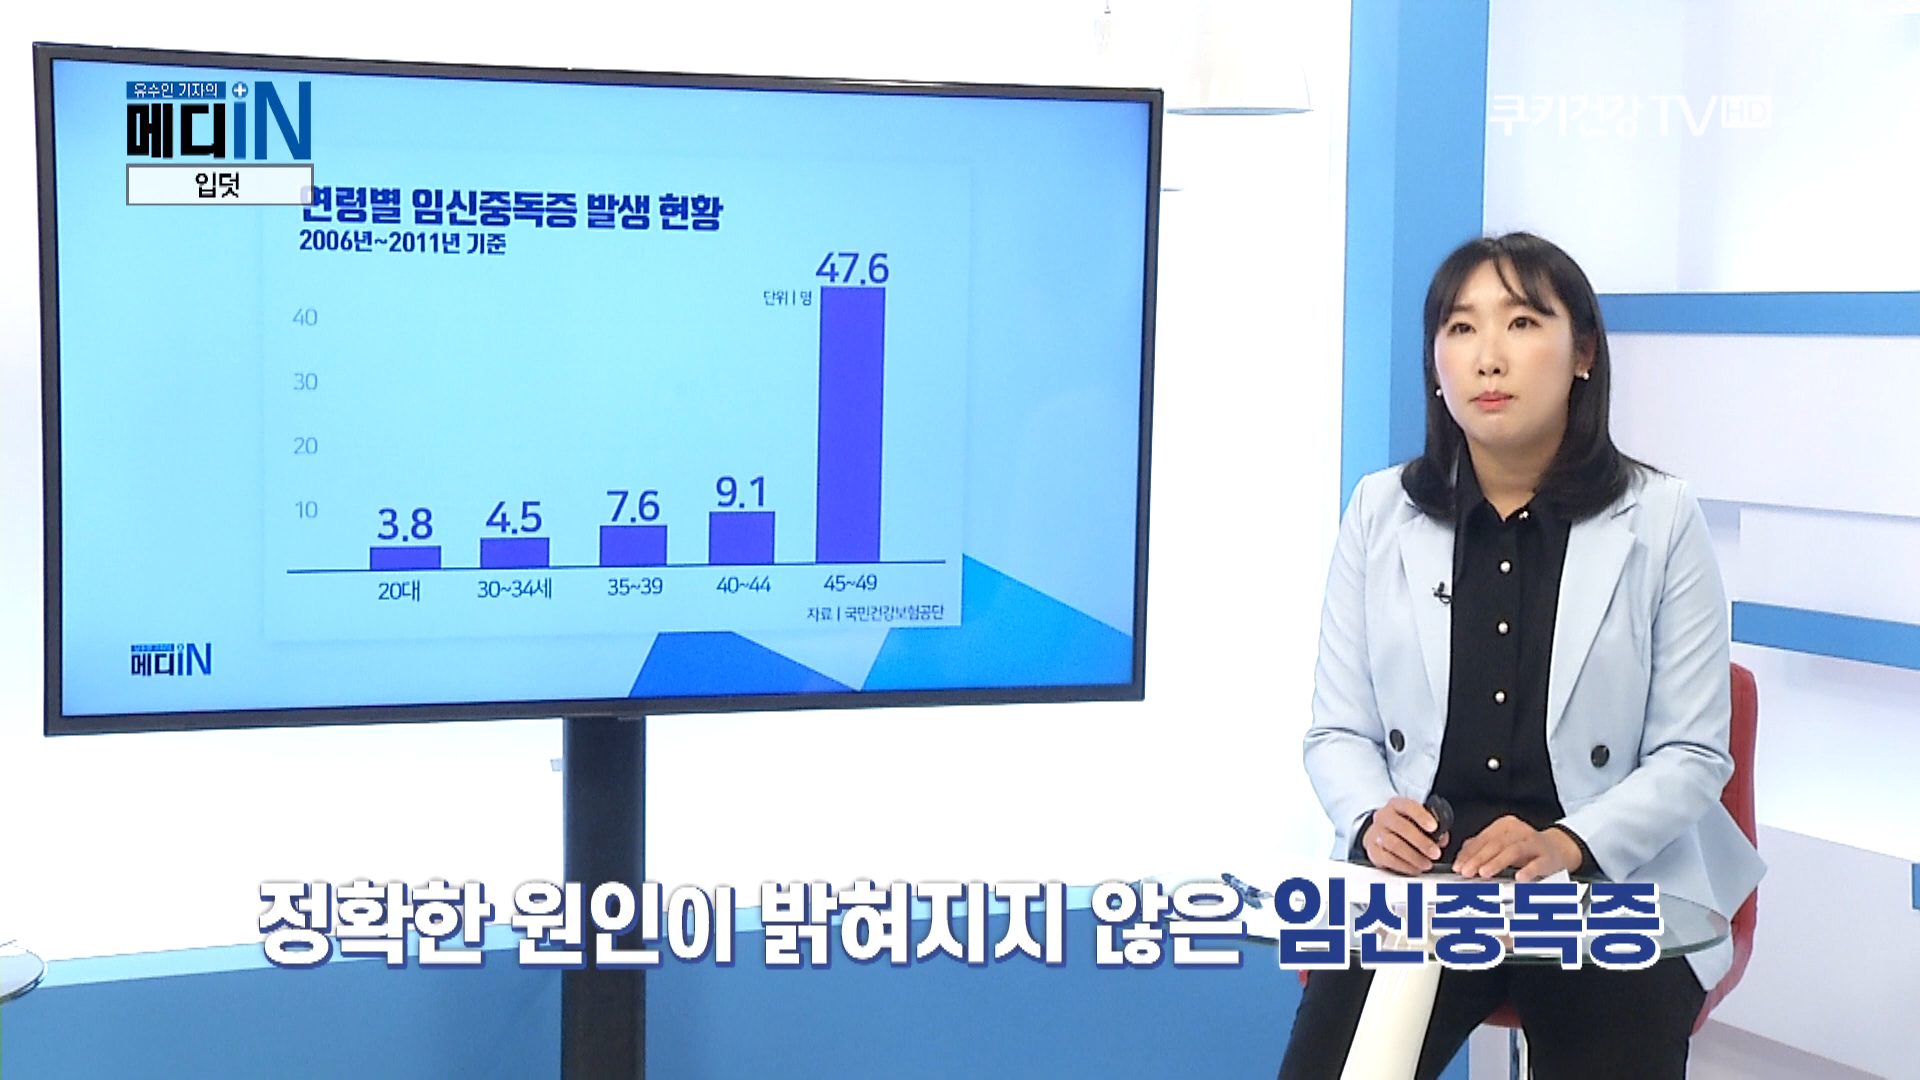 유수인 기자의
메디iN
입덧
쿠키건강TV HD
연령별 임신중독증 발생 현황
2006년~2011년 기준
단위 | 명
47.6
40
30
20
10
3.8
4.5
7.6
9.1
20대
30~34세
35~39
40~44
45~49
자료 | 국민건강보험공단
메디iN
정확한 원인이 밝혀지지 않은 임신중독증